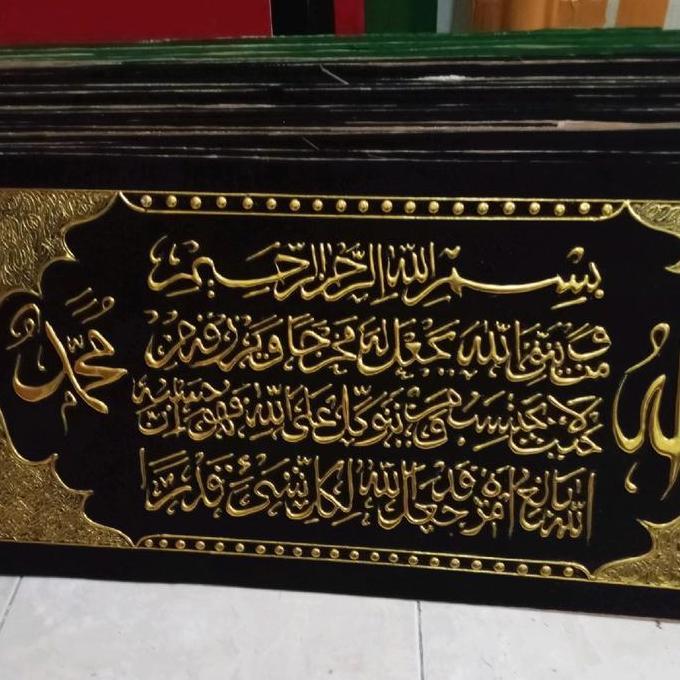 الله
بسم الله الرحمن الرحيم
ومن يتق الله يجعل له مخرجا ويرزقه من
حيث لا يحتسب ومن يتوكل على الله فهو حسبه إن
الله بالغ أمره قد جعل الله لكل شيء قدرا
محمد